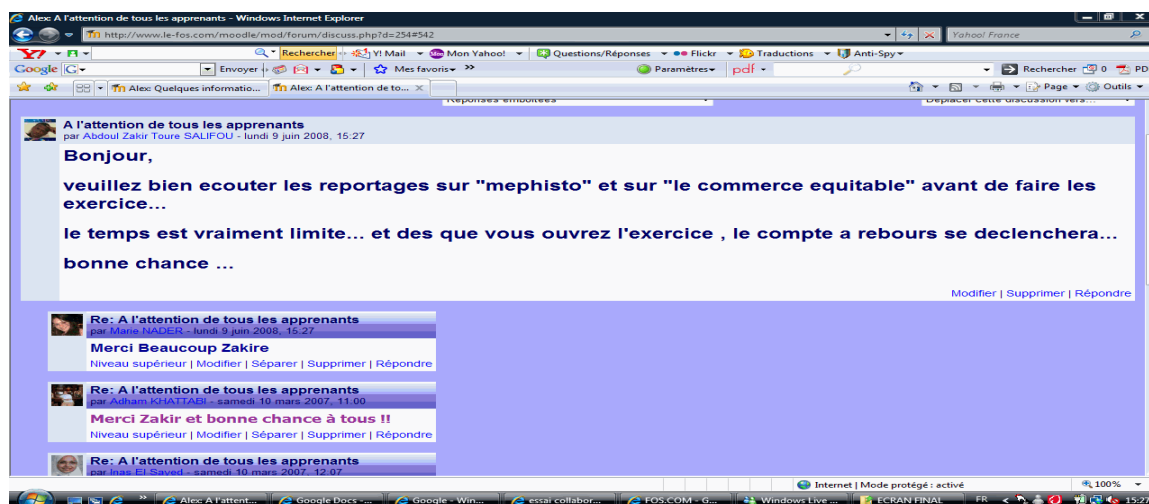 Alex: A l'attention de tous les apprenants - Windows Internet Explorer
http://www.le-fos.com/moodle/mod/forum/discuss.php?d=254#542
Yahoo! France
Y7 Rechercher Y! Mail Mon Yahoo! Questions/Réponses Flickr Traductions Anti-Spy
Google G Envoyer Mes favoris Paramètres pdf Rechercher 0 PD
Alex: Quelques informatio... Alex: A l'attention de to... Page Outils
Réponses emboîtées Déplacer cette discussion vers...
A l'attention de tous les apprenants
par Abdoul Zakir Toure SALIFOU - lundi 9 juin 2008, 15:27
Bonjour,
veuillez bien ecouter les reportages sur "mephisto" et sur "le commerce equitable" avant de faire les
exercice...
le temps est vraiment limite... et des que vous ouvrez l'exercice , le compte a rebours se declenchera...
bonne chance ...
Modifier | Supprimer | Répondre
Re: A l'attention de tous les apprenants
par Marie NADER - lundi 9 juin 2008, 15:27
Merci Beaucoup Zakire
Niveau supérieur | Modifier | Séparer | Supprimer | Répondre
Re: A l'attention de tous les apprenants
par Adham KHATTABI - samedi 10 mars 2007, 11:00
Merci Zakir et bonne chance à tous !!
Niveau supérieur | Modifier | Séparer | Supprimer | Répondre
Re: A l'attention de tous les apprenants
par Inas El Sayed - samedi 10 mars 2007, 12:07
Internet | Mode protégé : activé 100%
Alex: A l'attent... Google Docs -... Google - Win... essai collabor... FOS.COM - G... Windows Live ... ECRAN FINAL FR 15:27